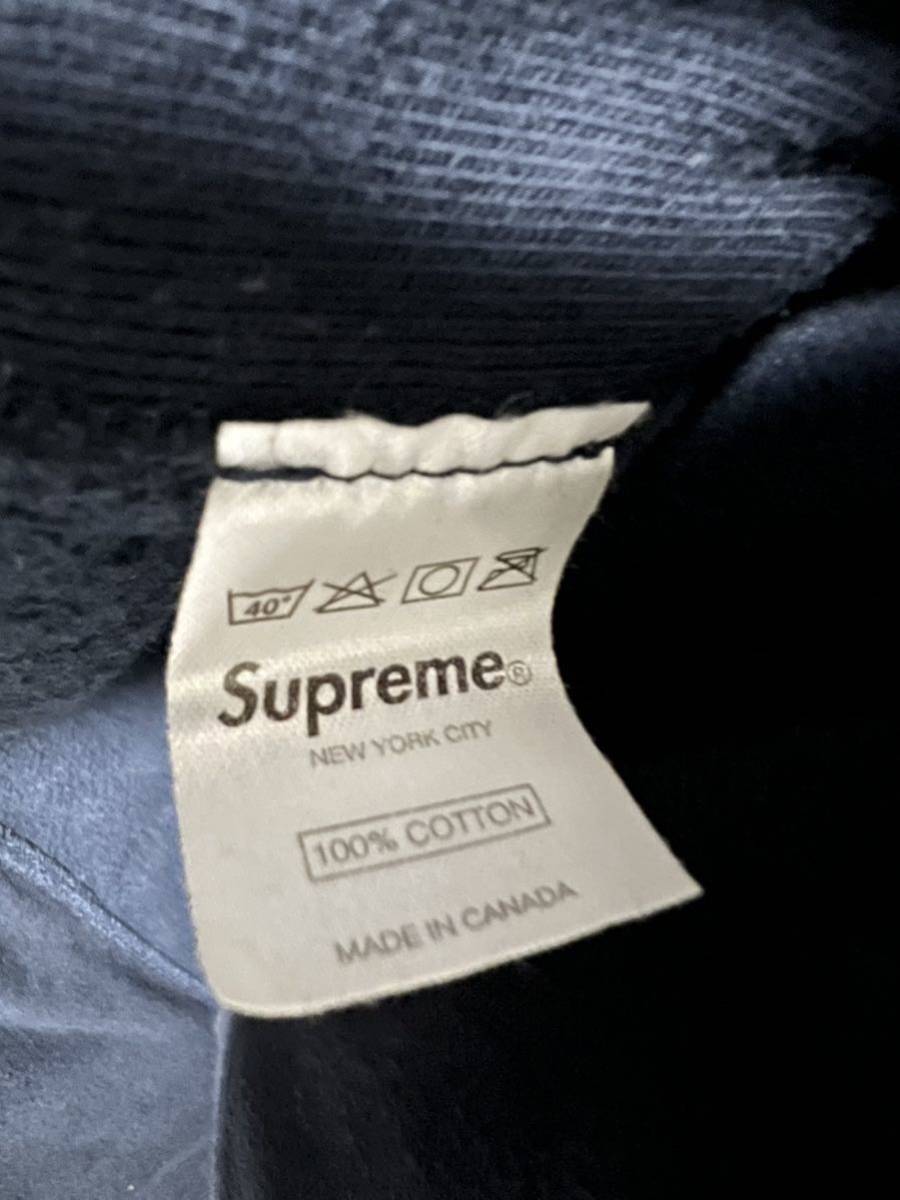 40°
Supreme®
NEW YORK CITY
100% COTTON
MADE IN CANADA